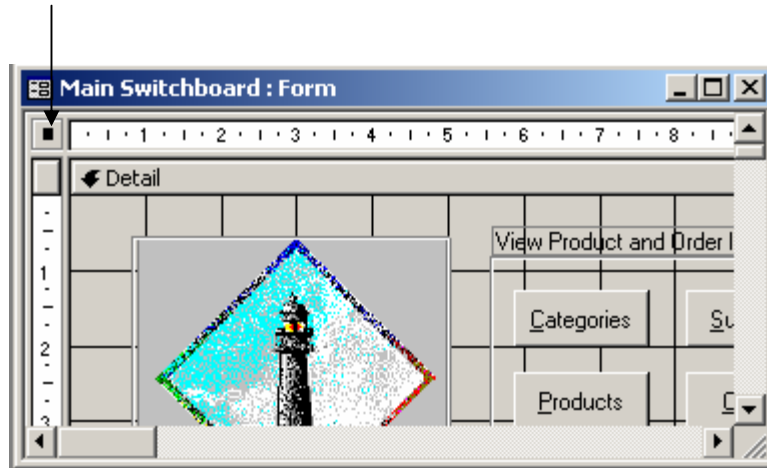 Main Switchboard : Form
1 2 3 4 5 6 7 8
Detail
View Product and Order I
1
Categories Su
2
Products
3